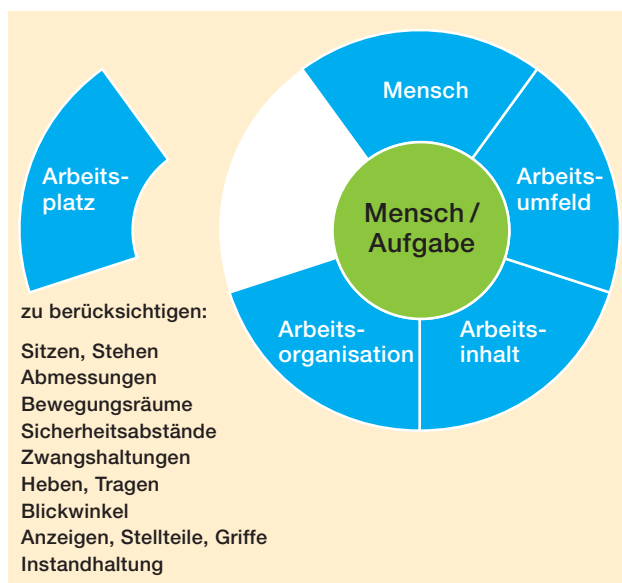 Mensch
Arbeits-
platz
Arbeits-
umfeld
Mensch /
Aufgabe
Arbeits-
organisation
Arbeits-
inhalt
zu berücksichtigen:
Sitzen, Stehen
Abmessungen
Bewegungsräume
Sicherheitsabstände
Zwangshaltungen
Heben, Tragen
Blickwinkel
Anzeigen, Stellteile, Griffe
Instandhaltung